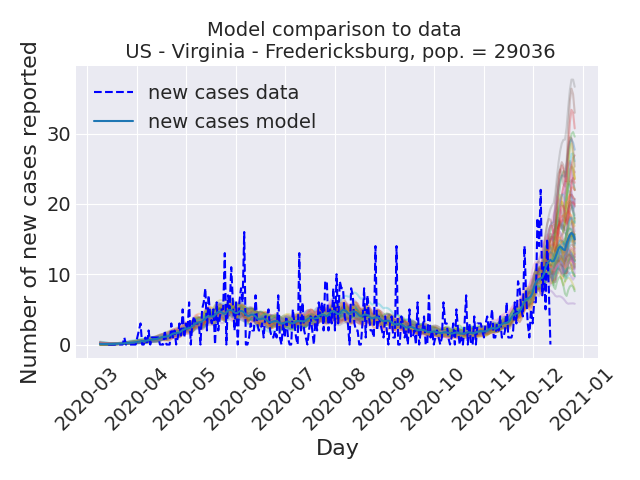 Model comparison to data
US - Virginia - Fredericksburg, pop. = 29036
new cases data
new cases model
Number of new cases reported
30
20
10
0
2020-03
2020-04
2020-05
2020-06
2020-07
2020-08
2020-09
2020-10
2020-11
2020-12
2021-01
Day